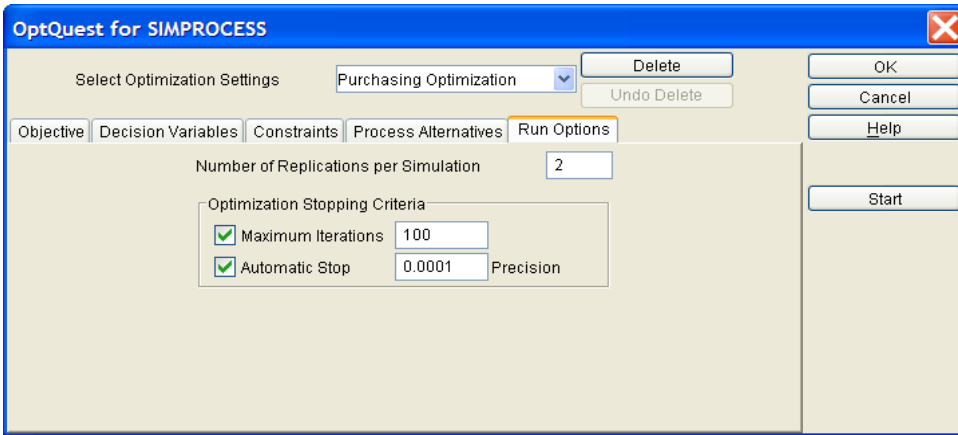 OptQuest for SIMPROCESS
Select Optimization Settings Purchasing Optimization Delete OK
Undo Delete Cancel
Objective Decision Variables Constraints Process Alternatives Run Options Help
Number of Replications per Simulation 2
Optimization Stopping Criteria Start
Maximum Iterations 100
Automatic Stop 0.0001 Precision